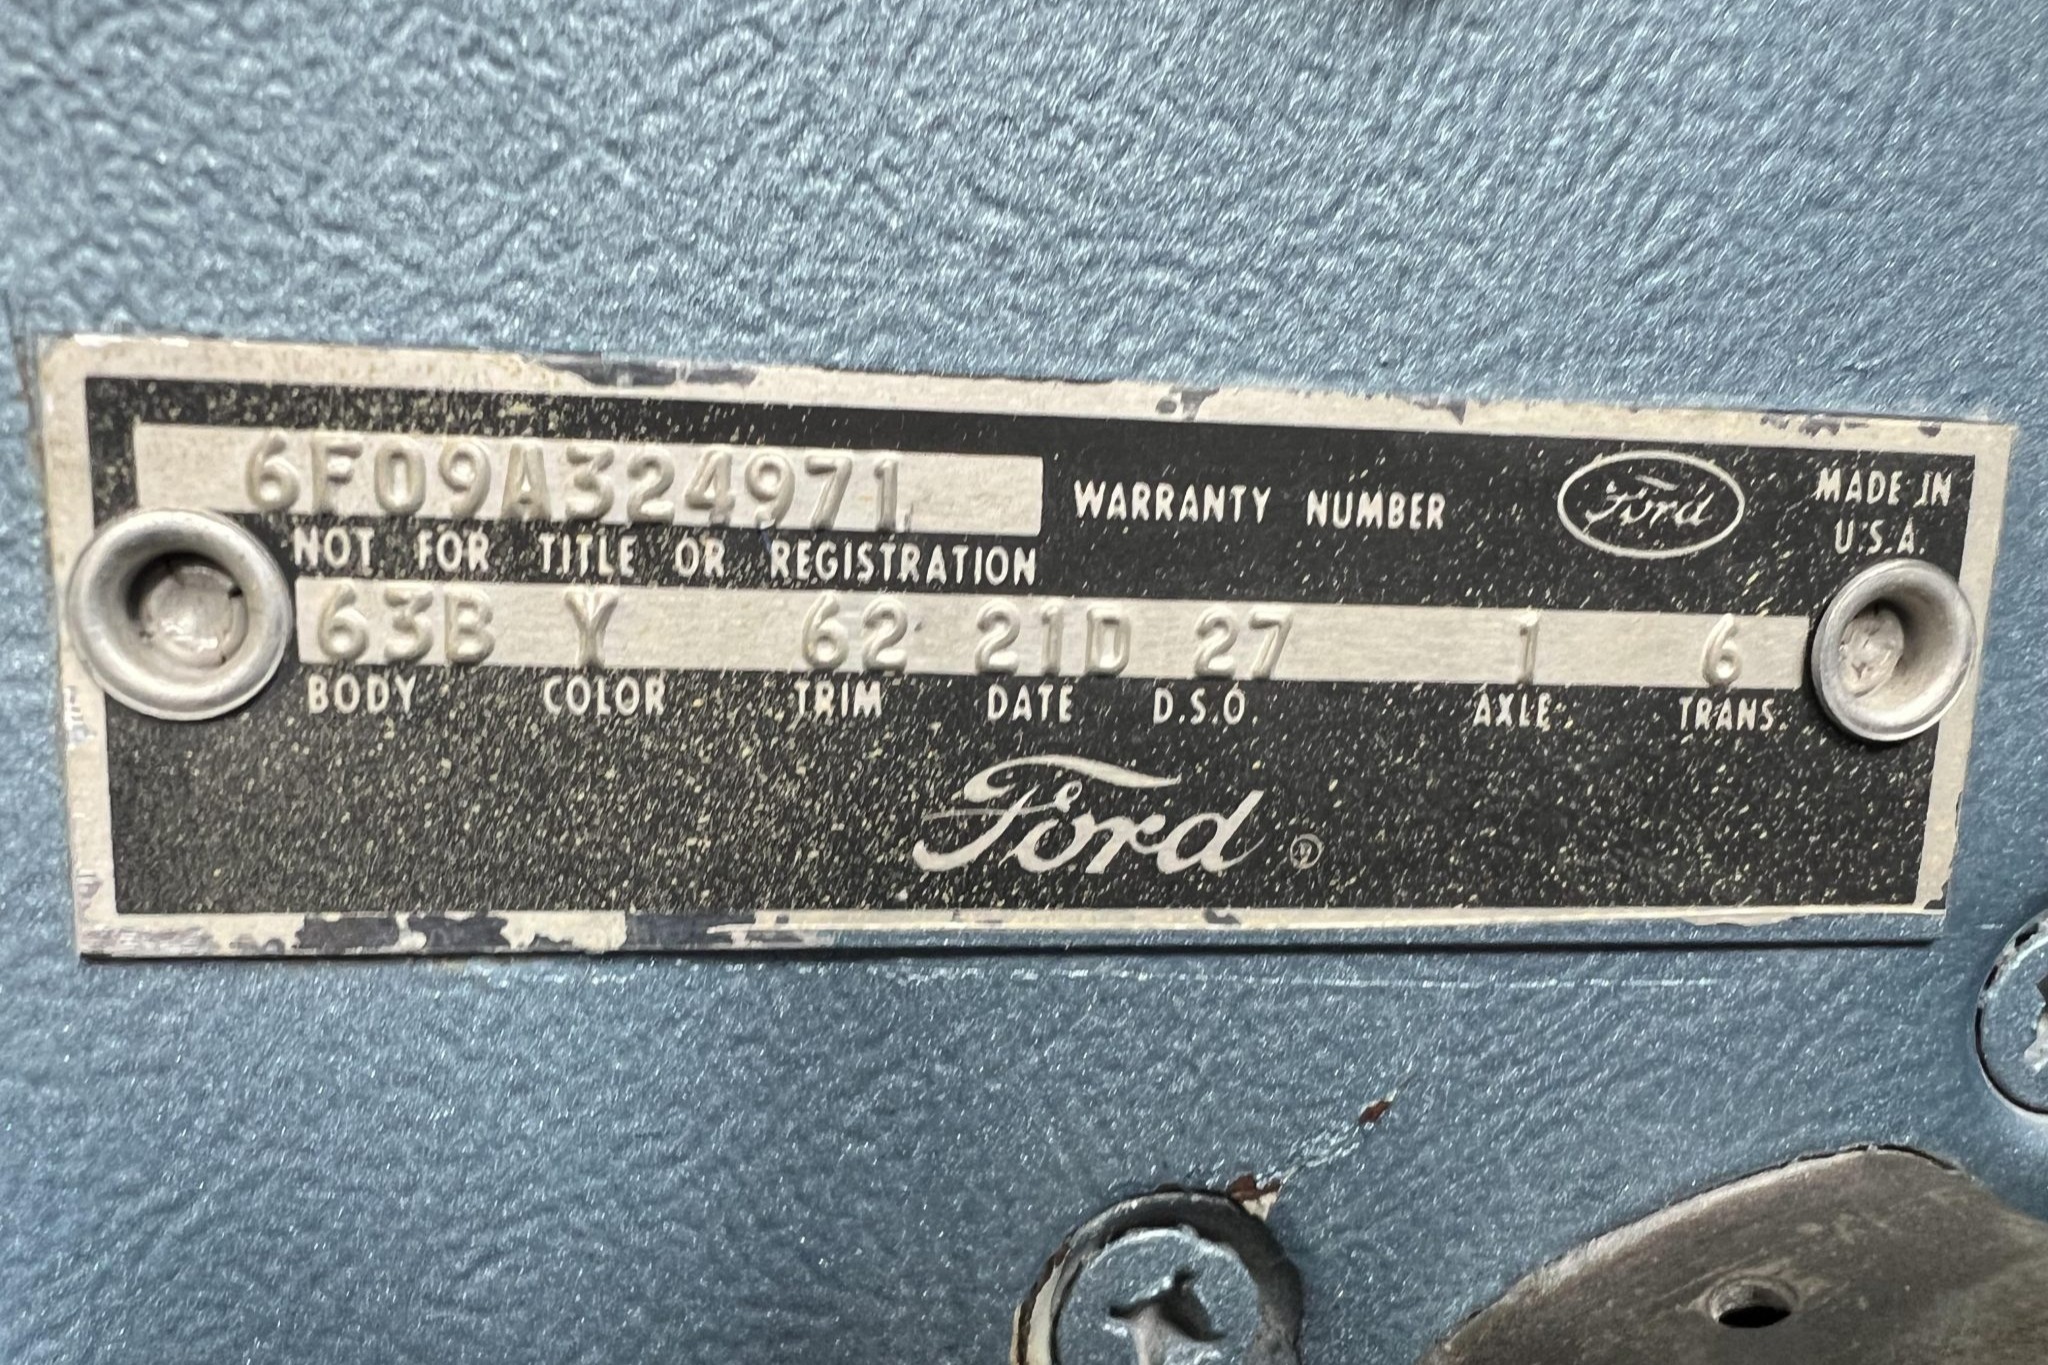 6F09A324971 WARRANTY NUMBER Ford MADE IN
U.S.A.
NOT FOR TITLE OR REGISTRATION
63B Y 62 21D 27 1 6
BODY COLOR TRIM DATE D.S.O. AXLE TRANS.
Ford ®